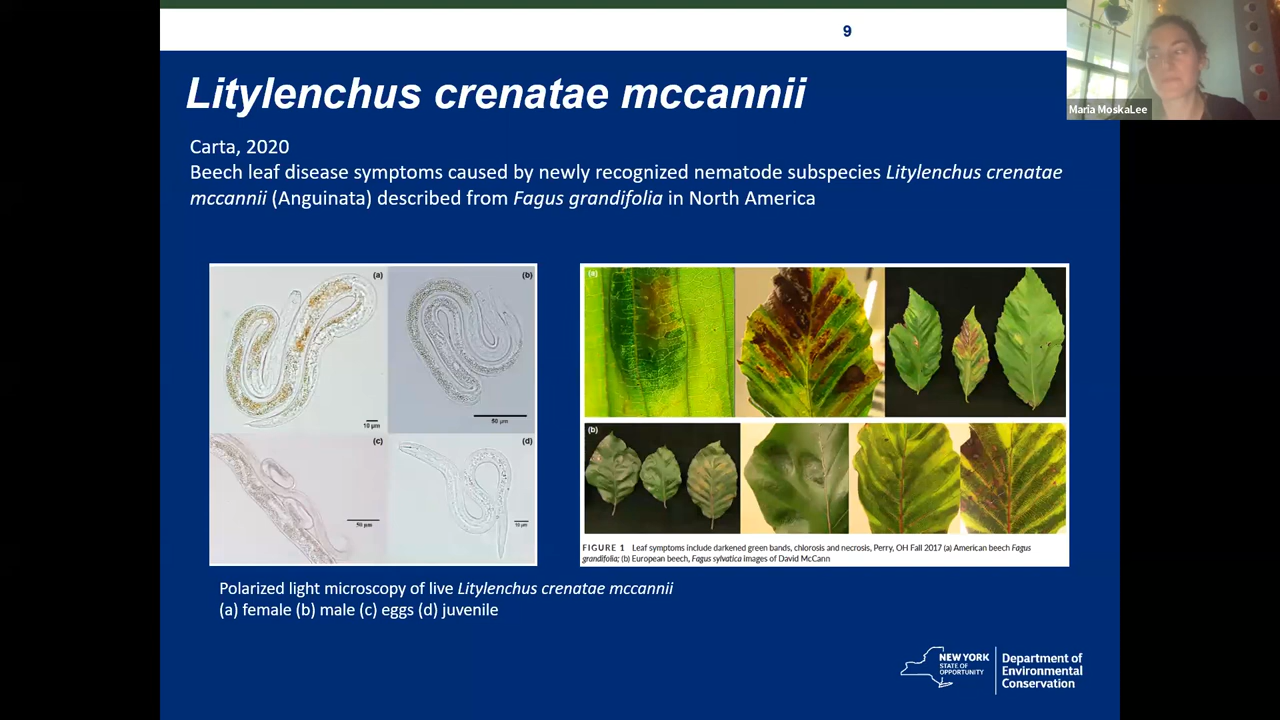 9
Maria MoskaLee
Litylenchus crenatae mccannii
Carta, 2020
Beech leaf disease symptoms caused by newly recognized nematode subspecies Litylenchus crenatae
mccannii (Anguinata) described from Fagus grandifolia in North America
(a)
(b)
10 µm
50 µm
(c)
(d)
50 µm
10 µm
(a)
(b)
FIGURE 1 Leaf symptoms include darkened green bands, chlorosis and necrosis, Perry, OH Fall 2017 (a) American beech Fagus
grandifolia; (b) European beech, Fagus sylvatica images of David McCann
Polarized light microscopy of live Litylenchus crenatae mccannii
(a) female (b) male (c) eggs (d) juvenile
NEW YORK
STATE OF
OPPORTUNITY
Department of
Environmental
Conservation